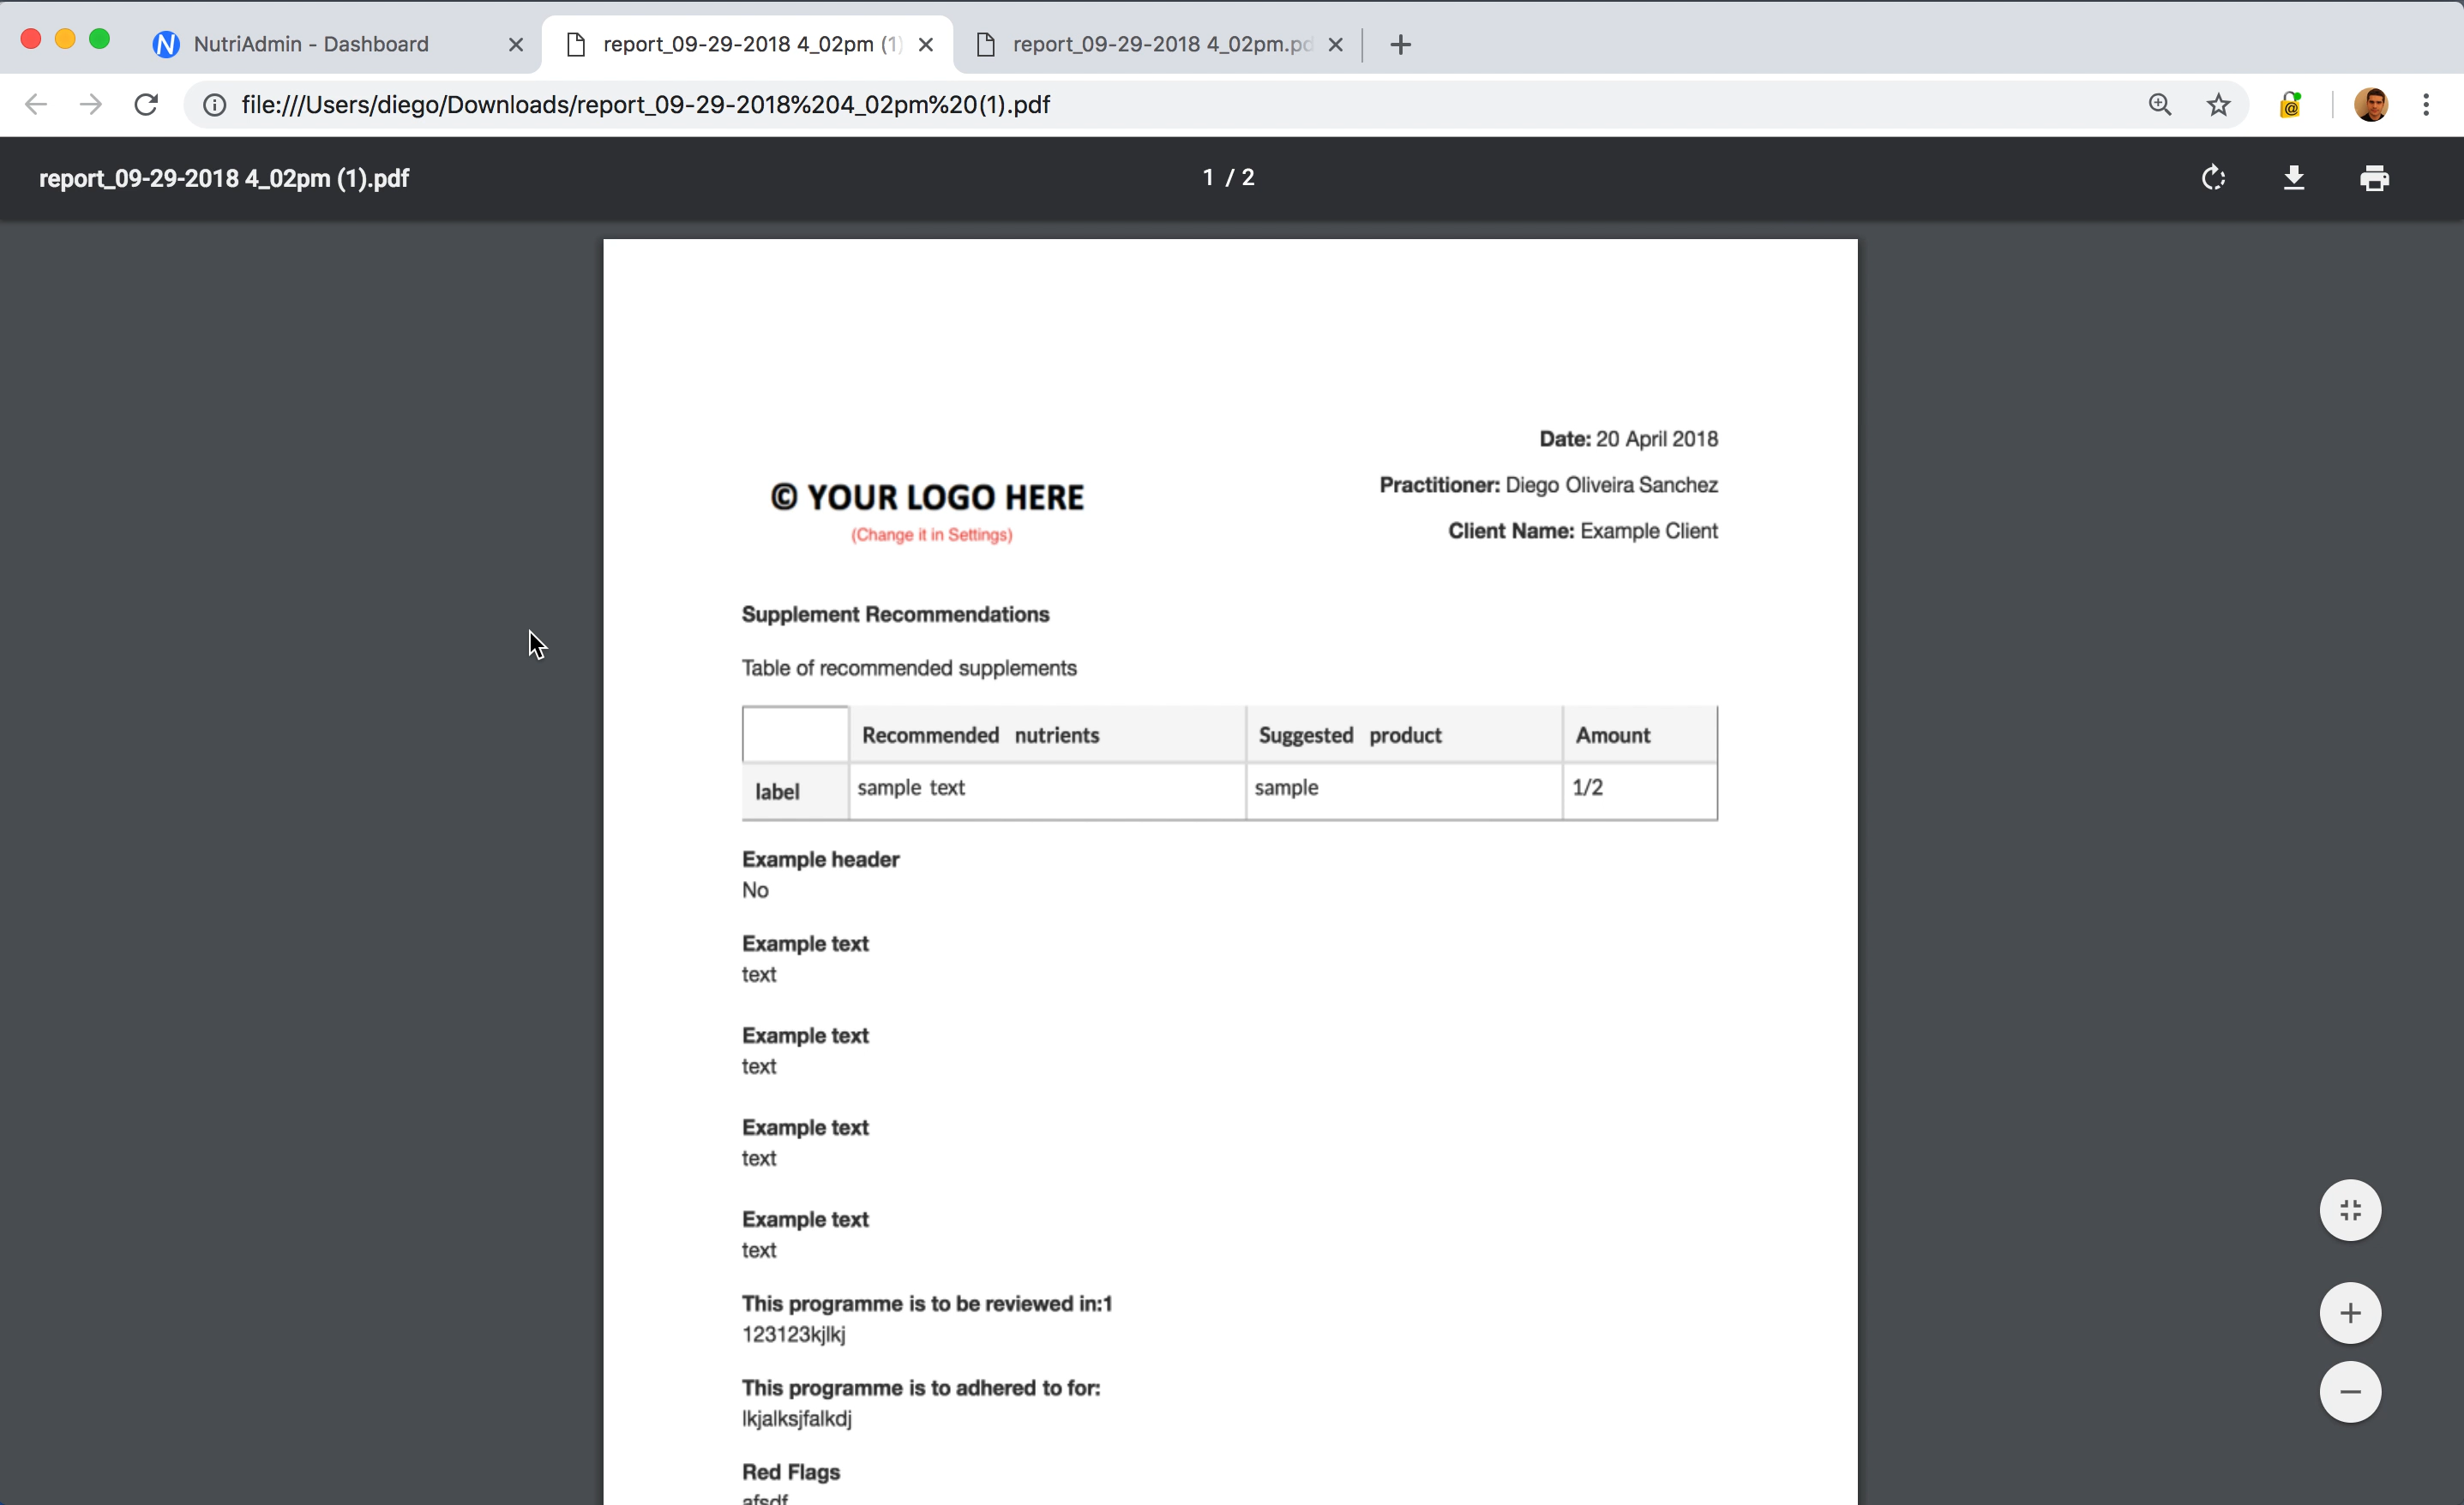 NutriAdmin - Dashboard
report_09-29-2018 4_02pm (1)
report_09-29-2018 4_02pm.pd
file:///Users/diego/Downloads/report_09-29-2018%204_02pm%20(1).pdf
report_09-29-2018 4_02pm (1).pdf
1 / 2
Date: 20 April 2018
Practitioner: Diego Oliveira Sanchez
Client Name: Example Client
© YOUR LOGO HERE
(Change it in Settings)
Supplement Recommendations
Table of recommended supplements
Recommended nutrients Suggested product Amount
label sample text sample 1/2
Example header
No
Example text
text
Example text
text
Example text
text
Example text
text
This programme is to be reviewed in:1
123123kjlkj
This programme is to adhered to for:
lkjalksjfalkdj
Red Flags
afsdf